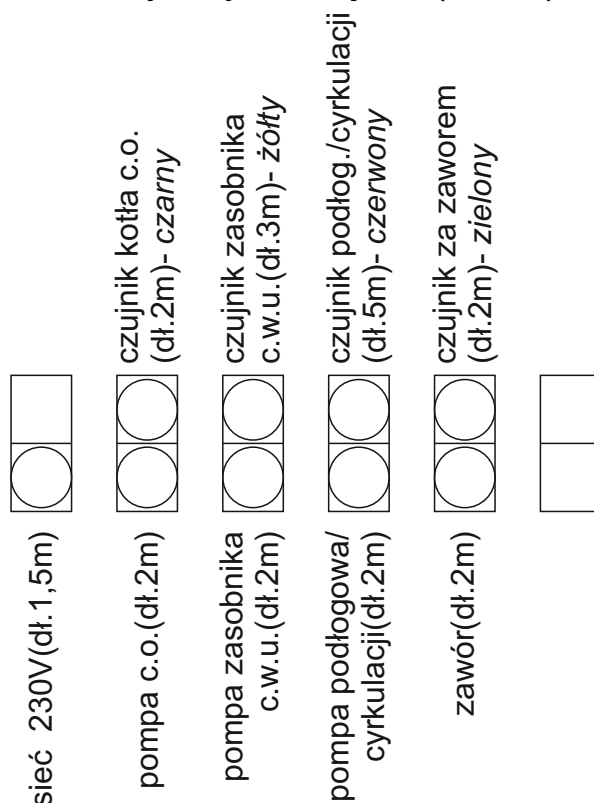 sieć 230V(dł.1,5m)
pompa c.o.(dł.2m)
czujnik kotła c.o.
(dł.2m)- czarny
pompa zasobnika
c.w.u.(dł.2m)
czujnik zasobnika
c.w.u.(dł.3m)- żółty
pompa podłogowa/
cyrkulacji(dł.2m)
czujnik podłog./cyrkulacji
(dł.5m)- czerwony
zawór(dł.2m)
czujnik za zaworem
(dł.2m)- zielony